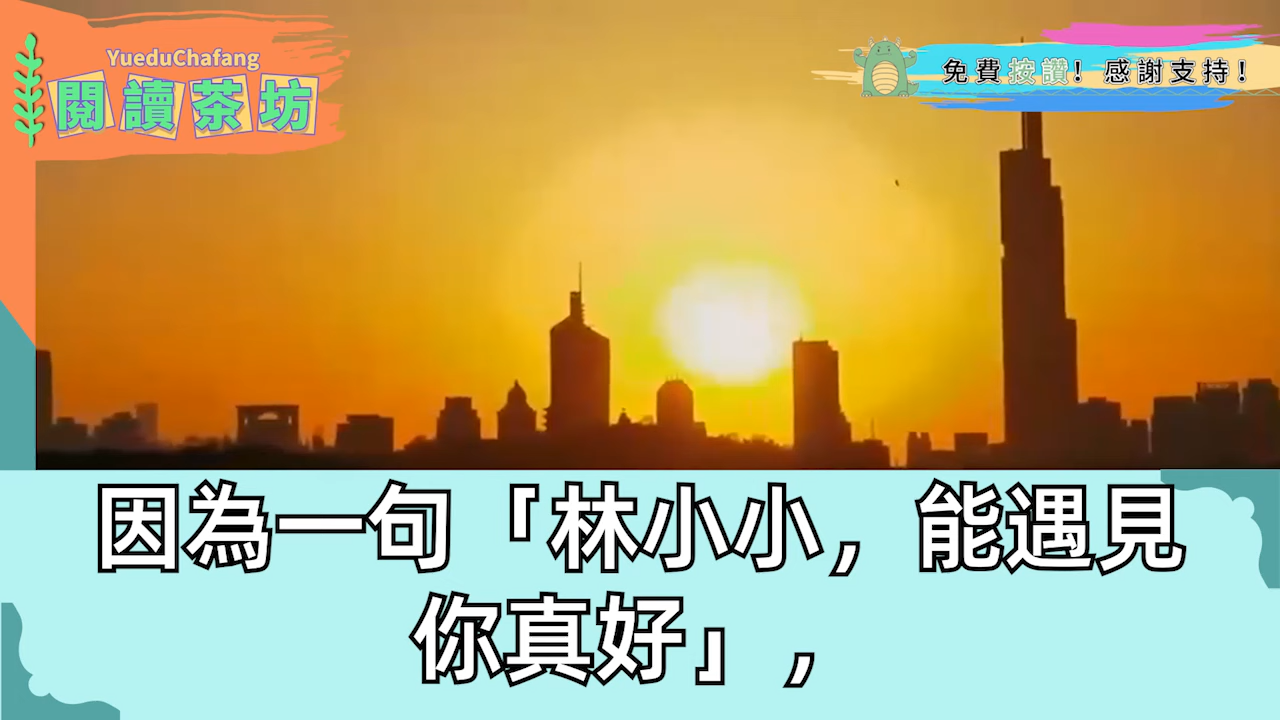 YueduChafang
閱讀茶坊
免費按讚!感謝支持!
因為一句「林小小,能遇見
你真好」,